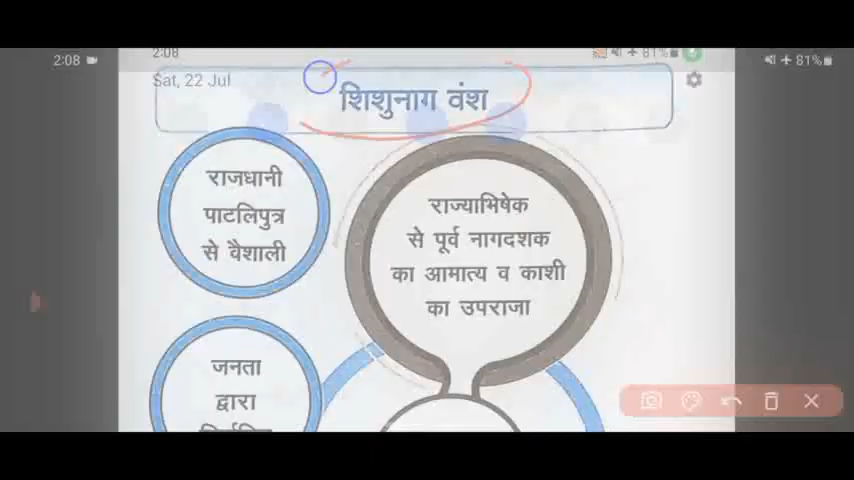 2:08
2:08
81%
81%
Sat, 22 Jul
शिशुनाग वंश
राजधानी
पाटलिपुत्र
से वैशाली
राज्याभिषेक
से पूर्व नागदशक
का आमात्य व काशी
का उपराजा
जनता
द्वारा